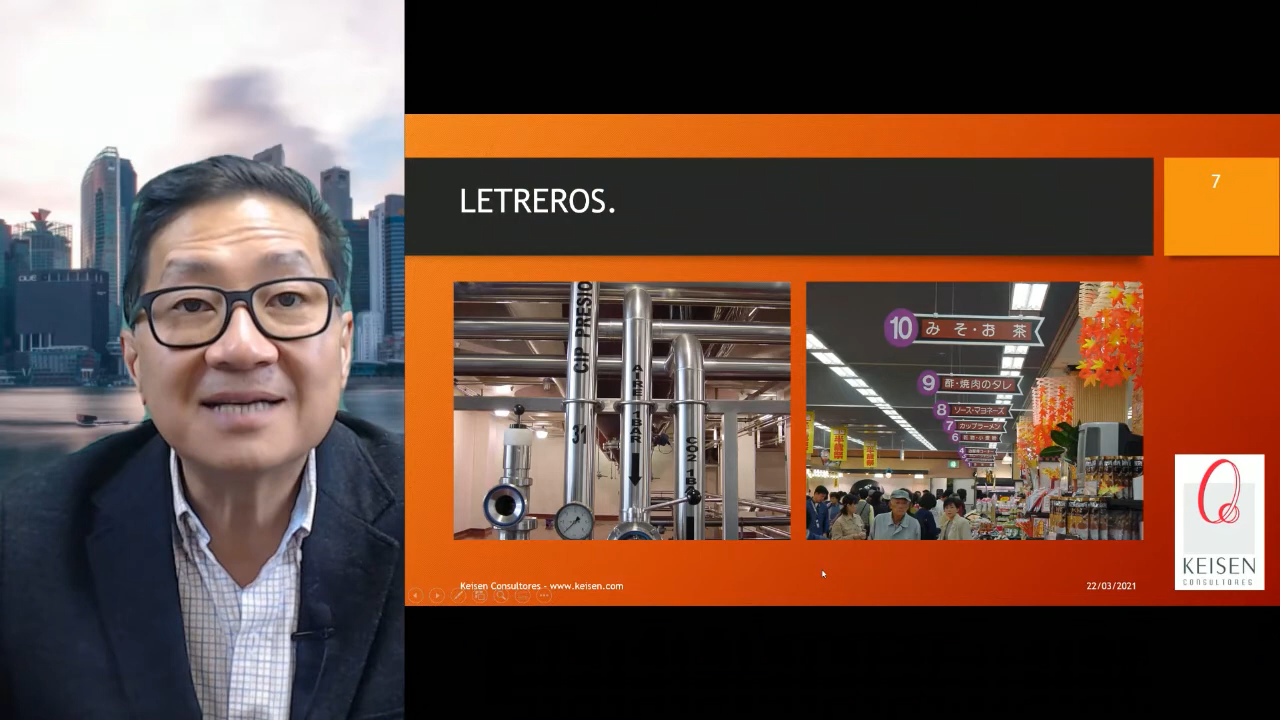 LETREROS.
7
CIP PRESIO
31
AIRE 1BAR
CO2 1BA
10 みそ・お茶
9 酢・焼肉のタレ
8 ソース・マヨネーズ
7 カップラーメン
6
4
KEISEN
CONSULTORES
Keisen Consultores - www.keisen.com
22/03/2021